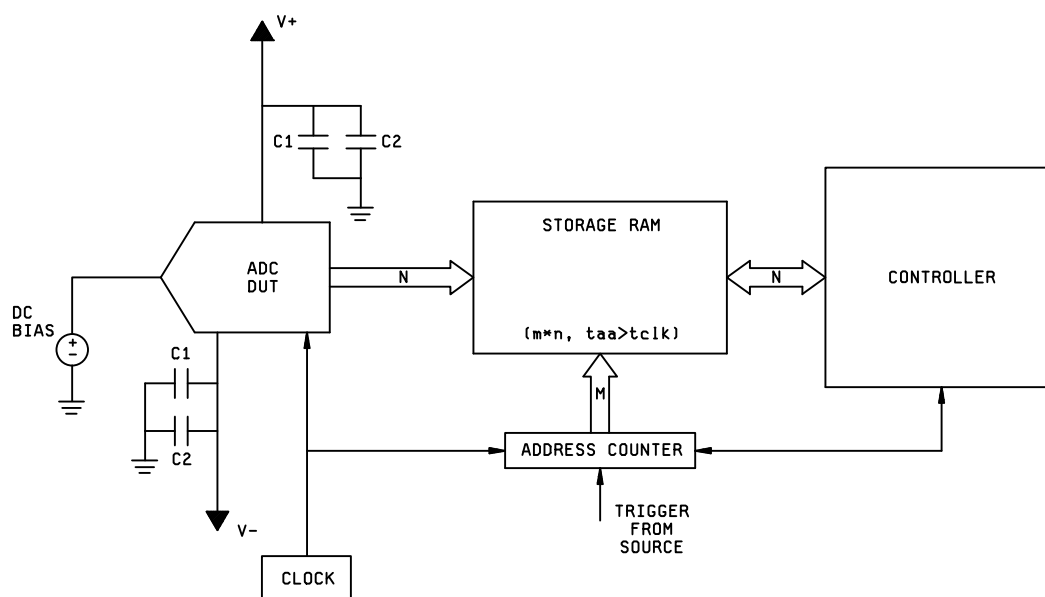 V+
C1
C2
STORAGE RAM
ADC
DUT
N
N
CONTROLLER
DC
BIAS
+
-
(m*n, taa>tclk)
C1
M
C2
ADDRESS COUNTER
TRIGGER
FROM
SOURCE
V-
CLOCK